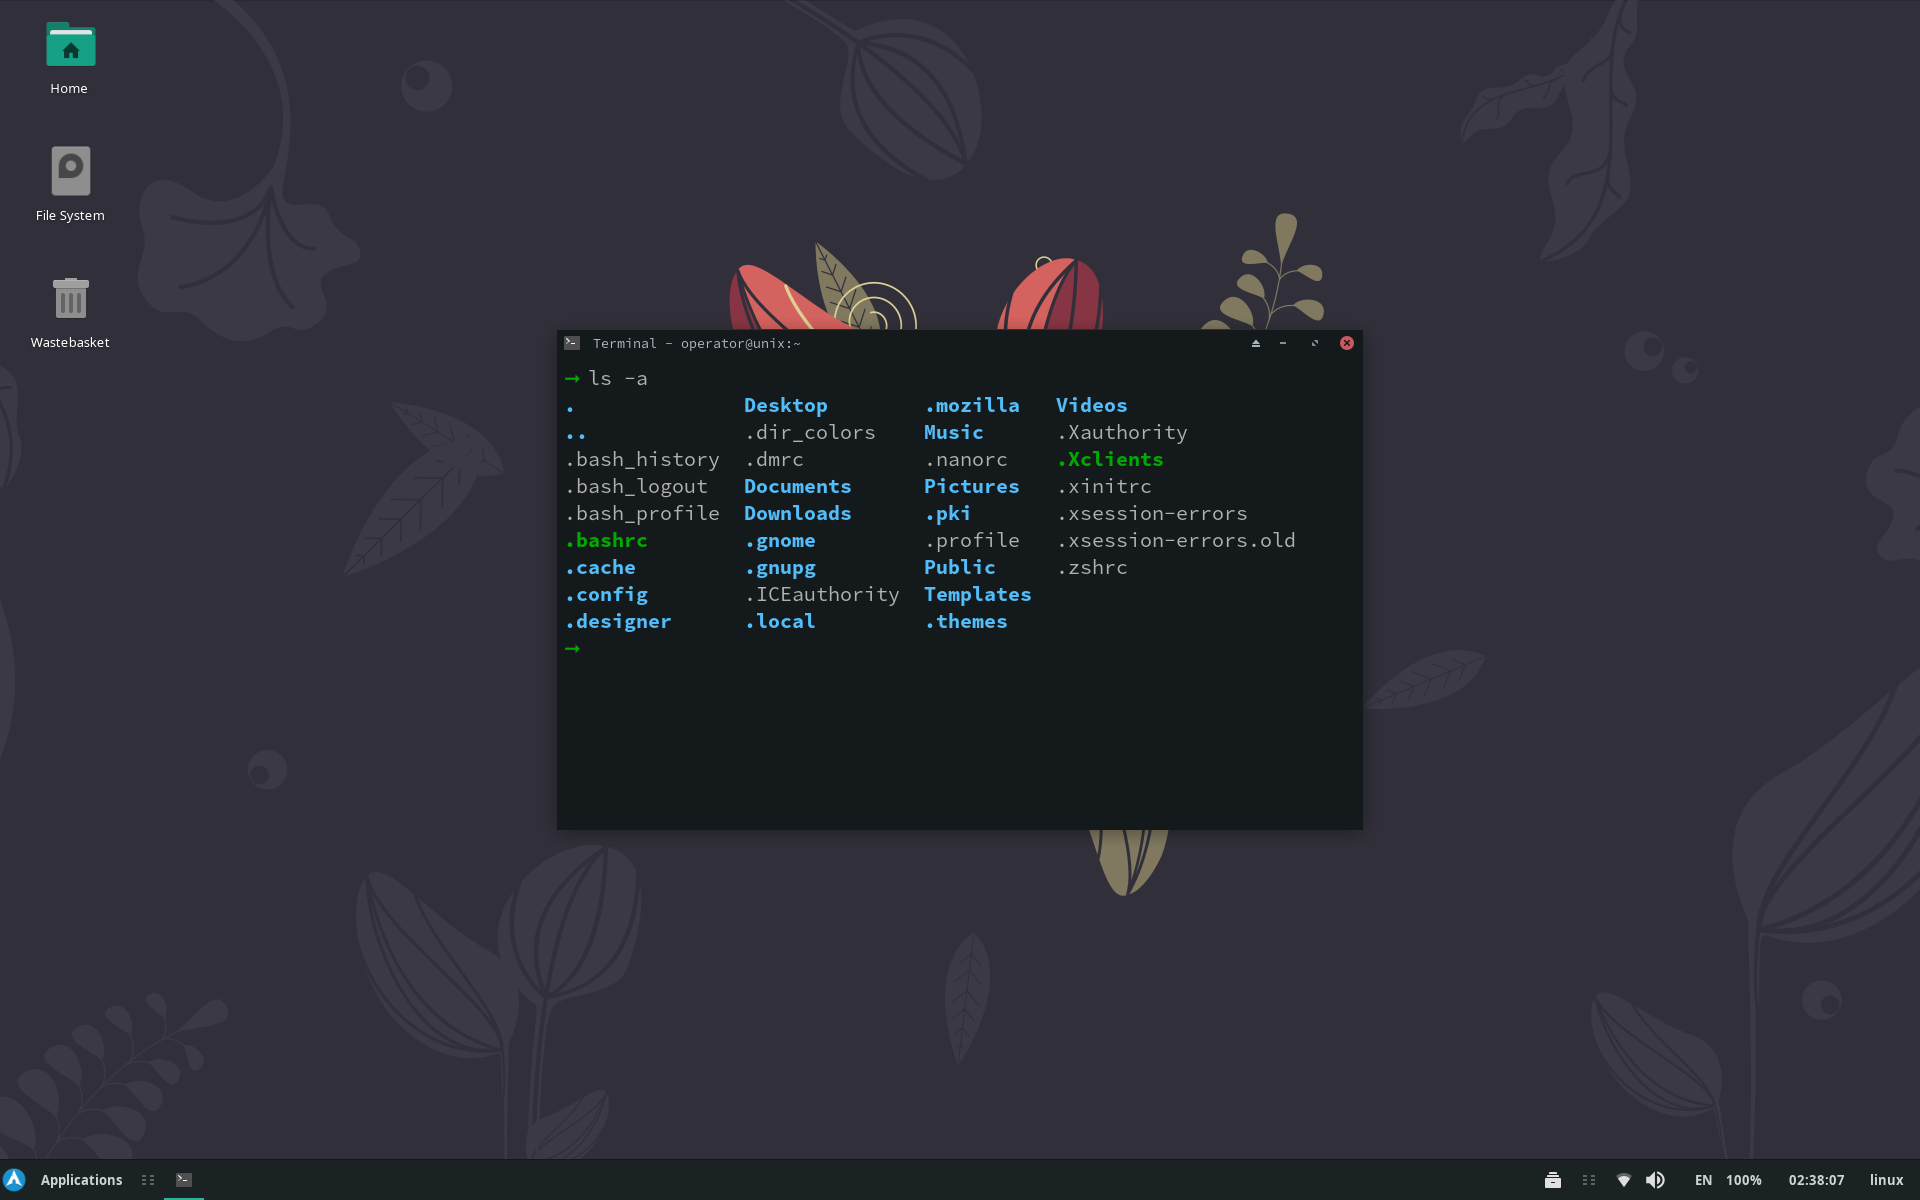 Home
File System
Wastebasket
Terminal - operator@unix:~
→ ls -a
. Desktop .mozilla Videos
.. .dir_colors Music .Xauthority
.bash_history .dmrc .nanorc .Xclients
.bash_logout Documents Pictures .xinitrc
.bash_profile Downloads .pki .xsession-errors
.bashrc .gnome .profile .xsession-errors.old
.cache .gnupg Public .zshrc
.config .ICEauthority Templates
.designer .local .themes
→
Applications EN 100% 02:38:07 linux